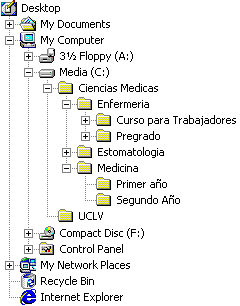 Desktop
My Documents
My Computer
3½ Floppy (A:)
Media (C:)
Ciencias Medicas
Enfermeria
Curso para Trabajadores
Pregrado
Estomatologia
Medicina
Primer año
Segundo Año
UCLV
Compact Disc (F:)
Control Panel
My Network Places
Recycle Bin
Internet Explorer